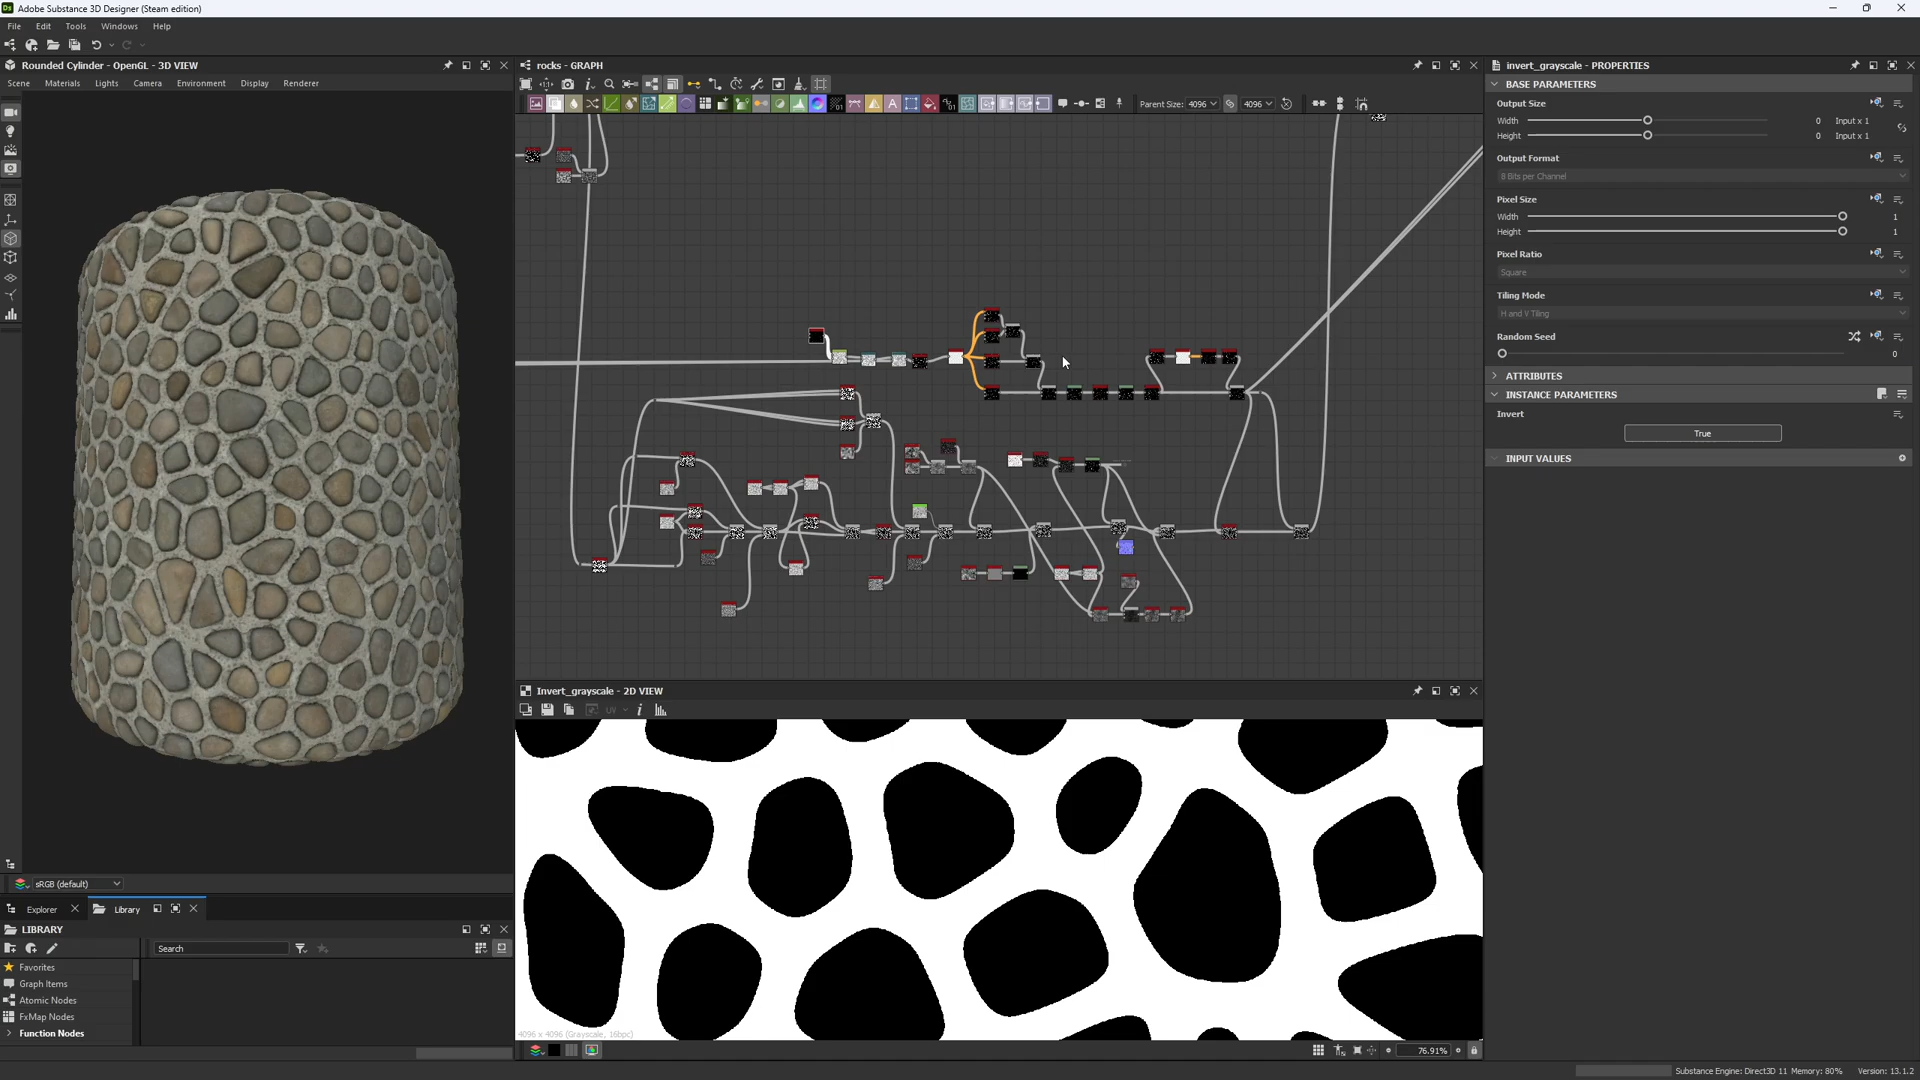 Adobe Substance 3D Designer (Steam edition)
File Edit Tools Windows Help
Rounded Cylinder - OpenGL - 3D VIEW
Scene Materials Lights Camera Environment Display Renderer
sRGB (default)
Explorer
Library
LIBRARY
Search
Favorites
Graph Items
Atomic Nodes
FxMap Nodes
Function Nodes
rocks - GRAPH
Parent Size: 4096
4096
Invert_grayscale - 2D VIEW
UV
4096 x 4096 (Grayscale, 16bpc)
76.91%
invert_grayscale - PROPERTIES
BASE PARAMETERS
Output Size
Width 0 Input x 1
Height 0 Input x 1
Output Format
8 Bits per Channel
Pixel Size
Width 1
Height 1
Pixel Ratio
Square
Tiling Mode
H and V Tiling
Random Seed
0
ATTRIBUTES
INSTANCE PARAMETERS
Invert
True
INPUT VALUES
Substance Engine: Direct3D 11 Memory: 80% Version: 13.1.2